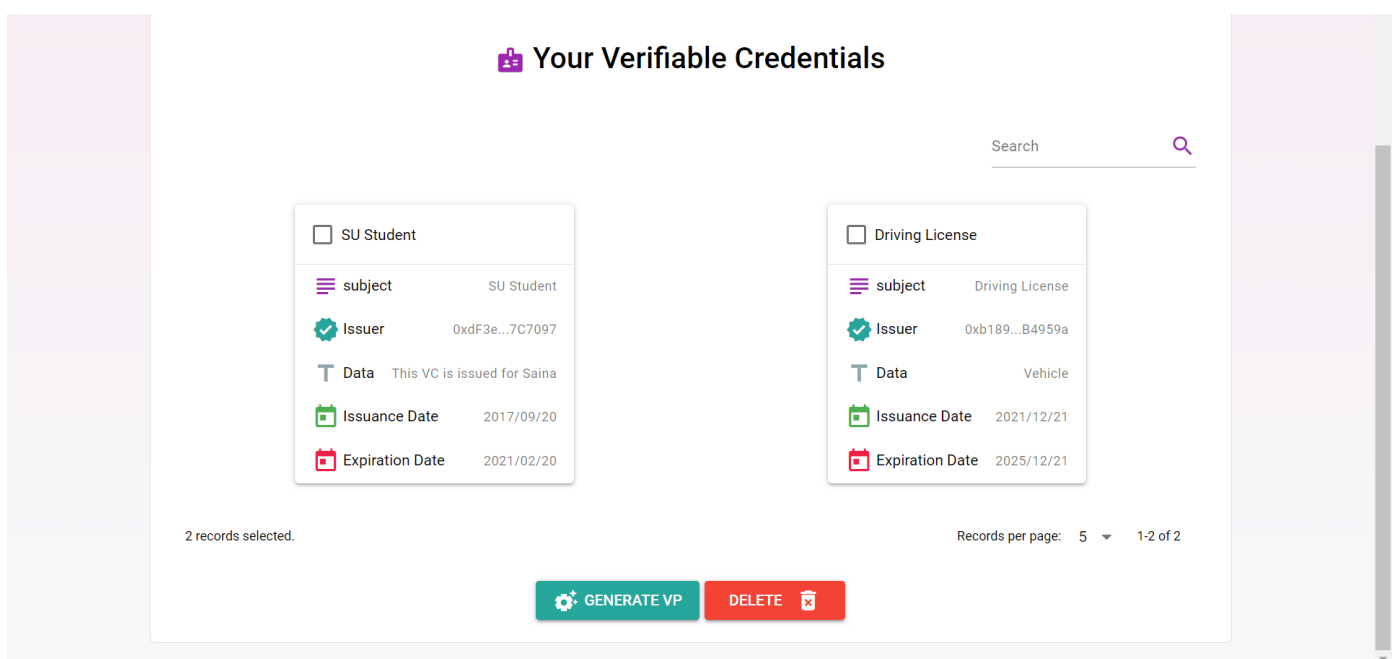 Your Verifiable Credentials
Search
SU Student
subject SU Student
Issuer 0xdF3e...7C7097
Data This VC is issued for Saina
Issuance Date 2017/09/20
Expiration Date 2021/02/20
Driving License
subject Driving License
Issuer 0xb189...B4959a
Data Vehicle
Issuance Date 2021/12/21
Expiration Date 2025/12/21
2 records selected.
Records per page: 5 1-2 of 2
GENERATE VP DELETE